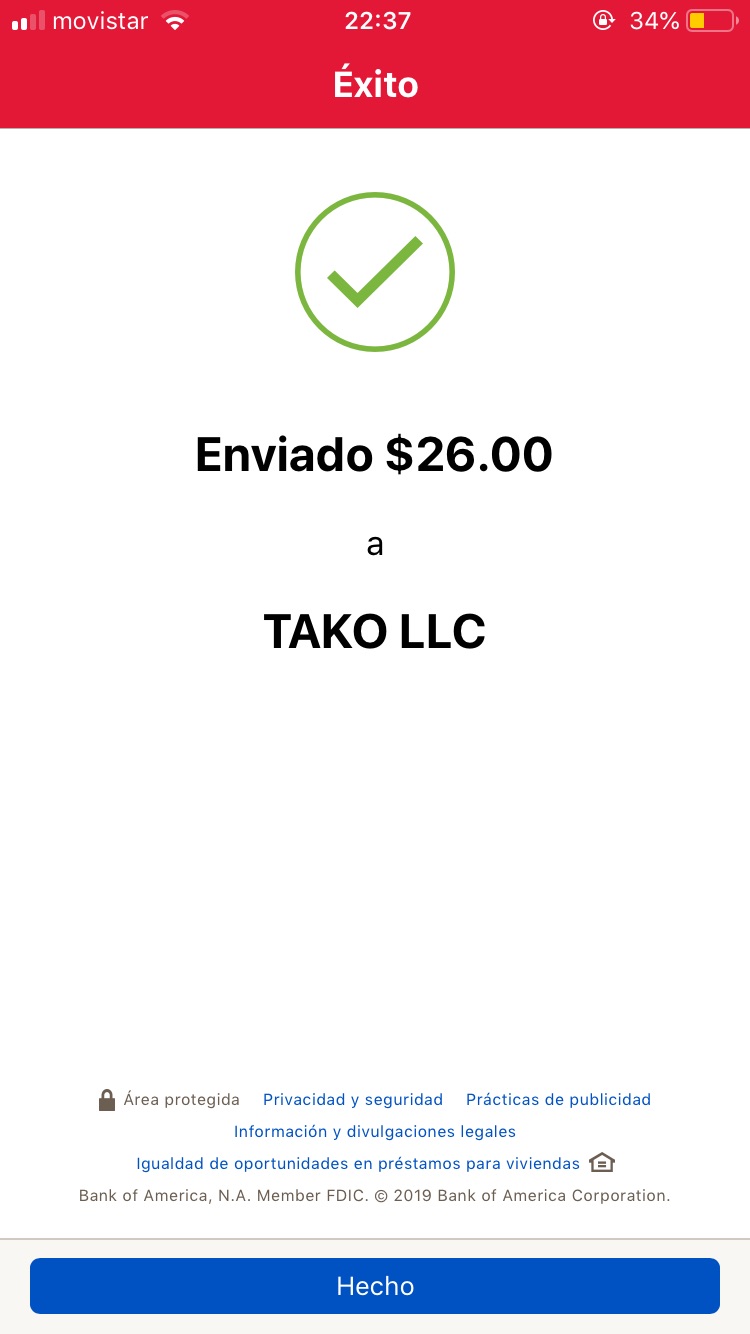 movistar 22:37 34%
Éxito
Enviado $26.00
a
TAKO LLC
Área protegida Privacidad y seguridad Prácticas de publicidad
Información y divulgaciones legales
Igualdad de oportunidades en préstamos para viviendas
Bank of America, N.A. Member FDIC. © 2019 Bank of America Corporation.
Hecho